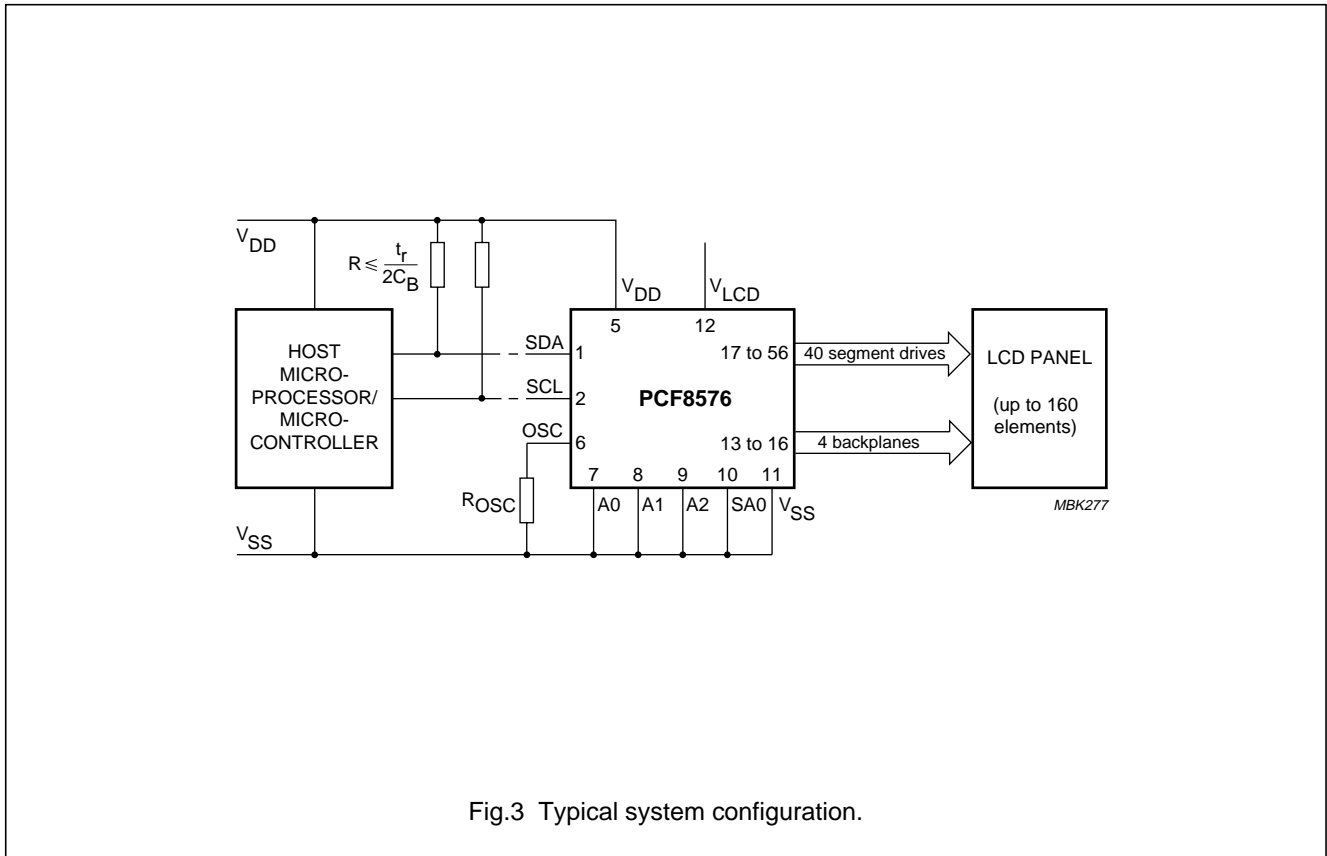 VDD
R ⩽ tr
2CB
VDD
VLCD
5
12
HOST
MICRO-
PROCESSOR/
MICRO-
CONTROLLER
SDA
1
SCL
2
OSC
6
PCF8576
17 to 56
40 segment drives
13 to 16
4 backplanes
LCD PANEL
(up to 160
elements)
7 8 9 10 11
ROSC
A0 A1 A2 SA0 VSS
MBK277
VSS
Fig.3 Typical system configuration.